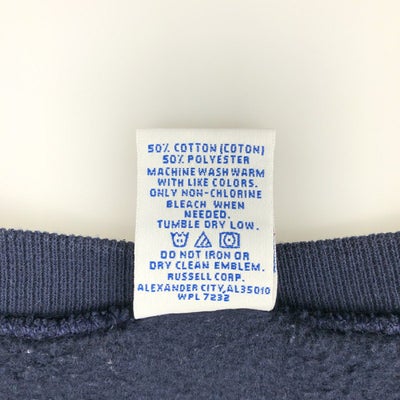 50% COTTON (COTON)
50% POLYESTER
MACHINE WASH WARM
WITH LIKE COLORS.
ONLY NON-CHLORINE
BLEACH WHEN
NEEDED.
TUMBLE DRY LOW.
DO NOT IRON OR
DRY CLEAN EMBLEM.
RUSSELL CORP.
ALEXANDER CITY, AL35010
WPL 7232